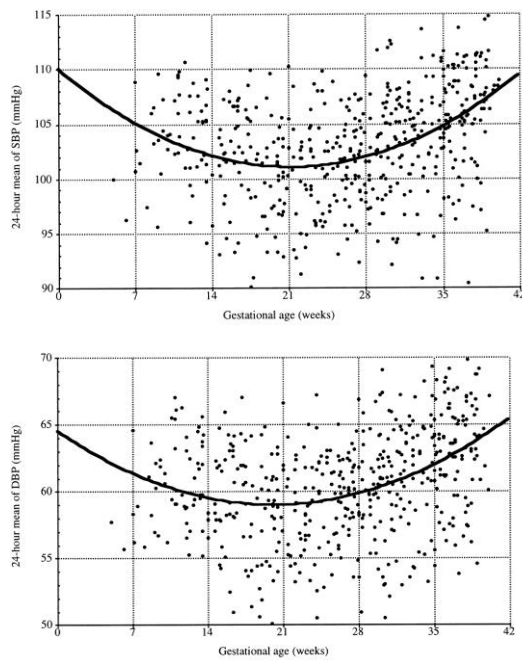 115
110
105
100
95
90
24-hour mean of SBP (mmHg)
0 7 14 21 28 35 42
Gestational age (weeks)
70
65
60
55
50
24-hour mean of DBP (mmHg)
0 7 14 21 28 35 42
Gestational age (weeks)